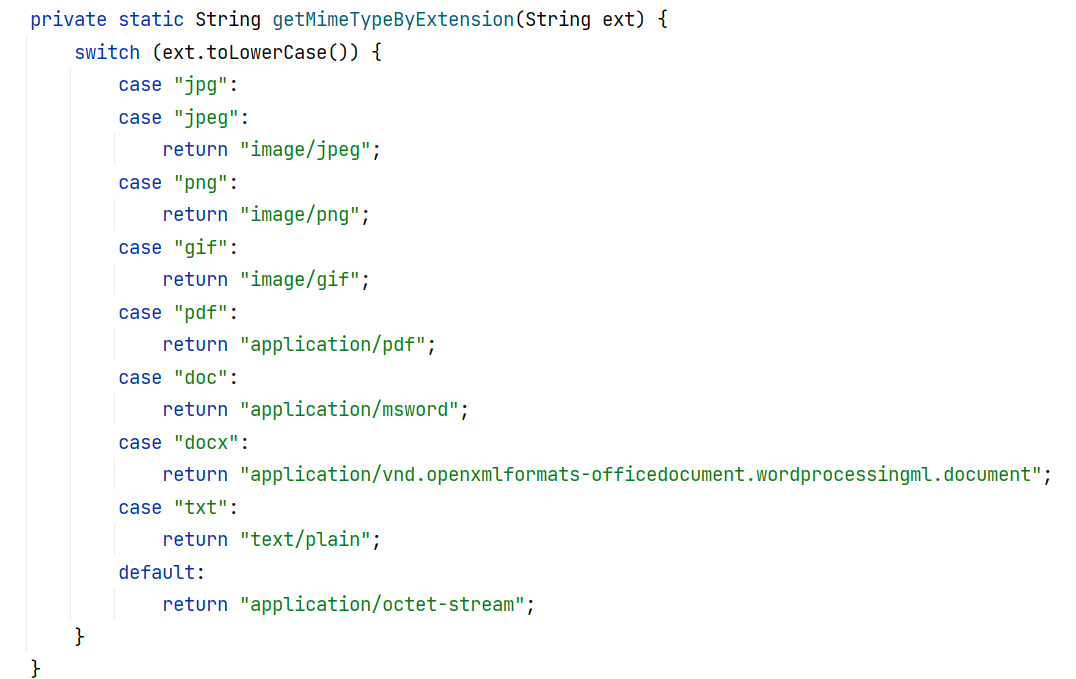 private static String getMimeTypeByExtension(String ext) {
    switch (ext.toLowerCase()) {
        case "jpg":
        case "jpeg":
            return "image/jpeg";
        case "png":
            return "image/png";
        case "gif":
            return "image/gif";
        case "pdf":
            return "application/pdf";
        case "doc":
            return "application/msword";
        case "docx":
            return "application/vnd.openxmlformats-officedocument.wordprocessingml.document";
        case "txt":
            return "text/plain";
        default:
            return "application/octet-stream";
    }
}